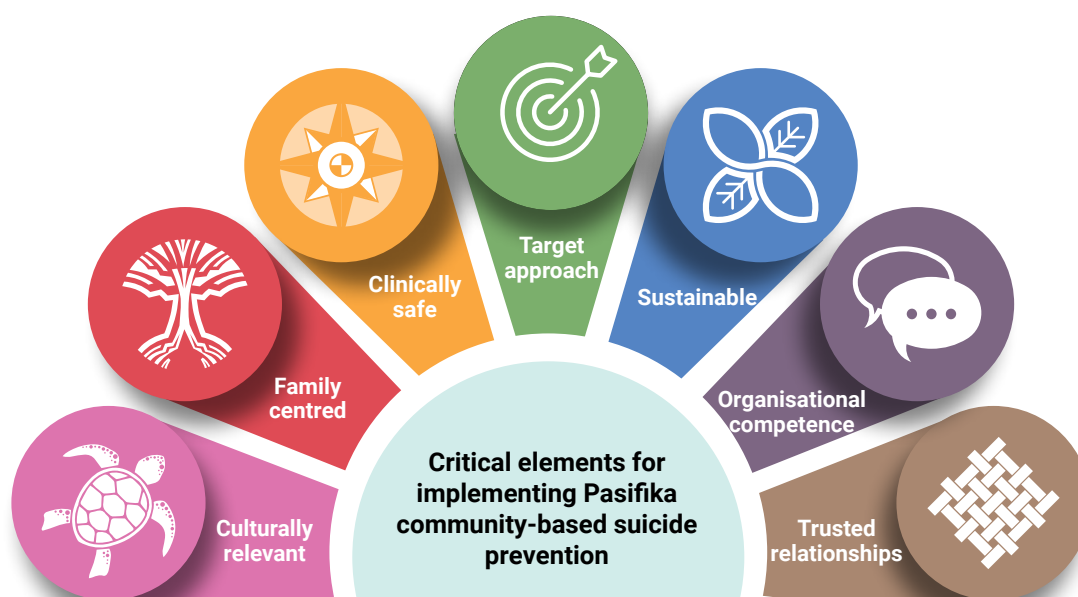 Target
approach
Clinically
safe
Sustainable
Family
centred
Organisational
competence
Critical elements for
implementing Pasifika
community-based suicide
prevention
Culturally
relevant
Trusted
relationships